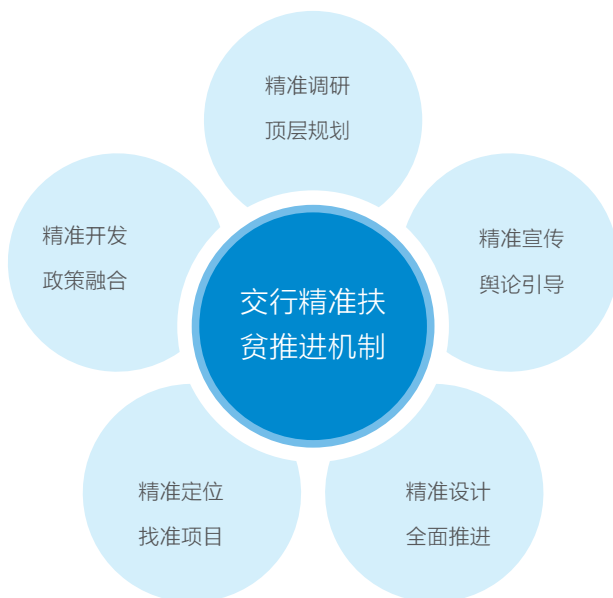 精准调研
顶层规划
精准开发
政策融合
精准宣传
舆论引导
交行精准扶
贫推进机制
精准定位
找准项目
精准设计
全面推进